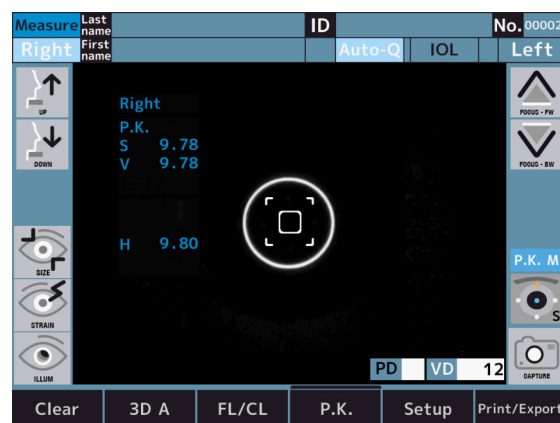 Measure Last name ID No. 00002
Right First name Auto-Q IOL Left
UP
DOWN
SIZE
STRAIN
ILLUM
Right
P.K.
S 9.78
V 9.78
H 9.80
FOCUS - FW
FOCUS - BW
P.K. M
S
CAPTURE
PD VD 12
Clear 3D A FL/CL P.K. Setup Print/Export